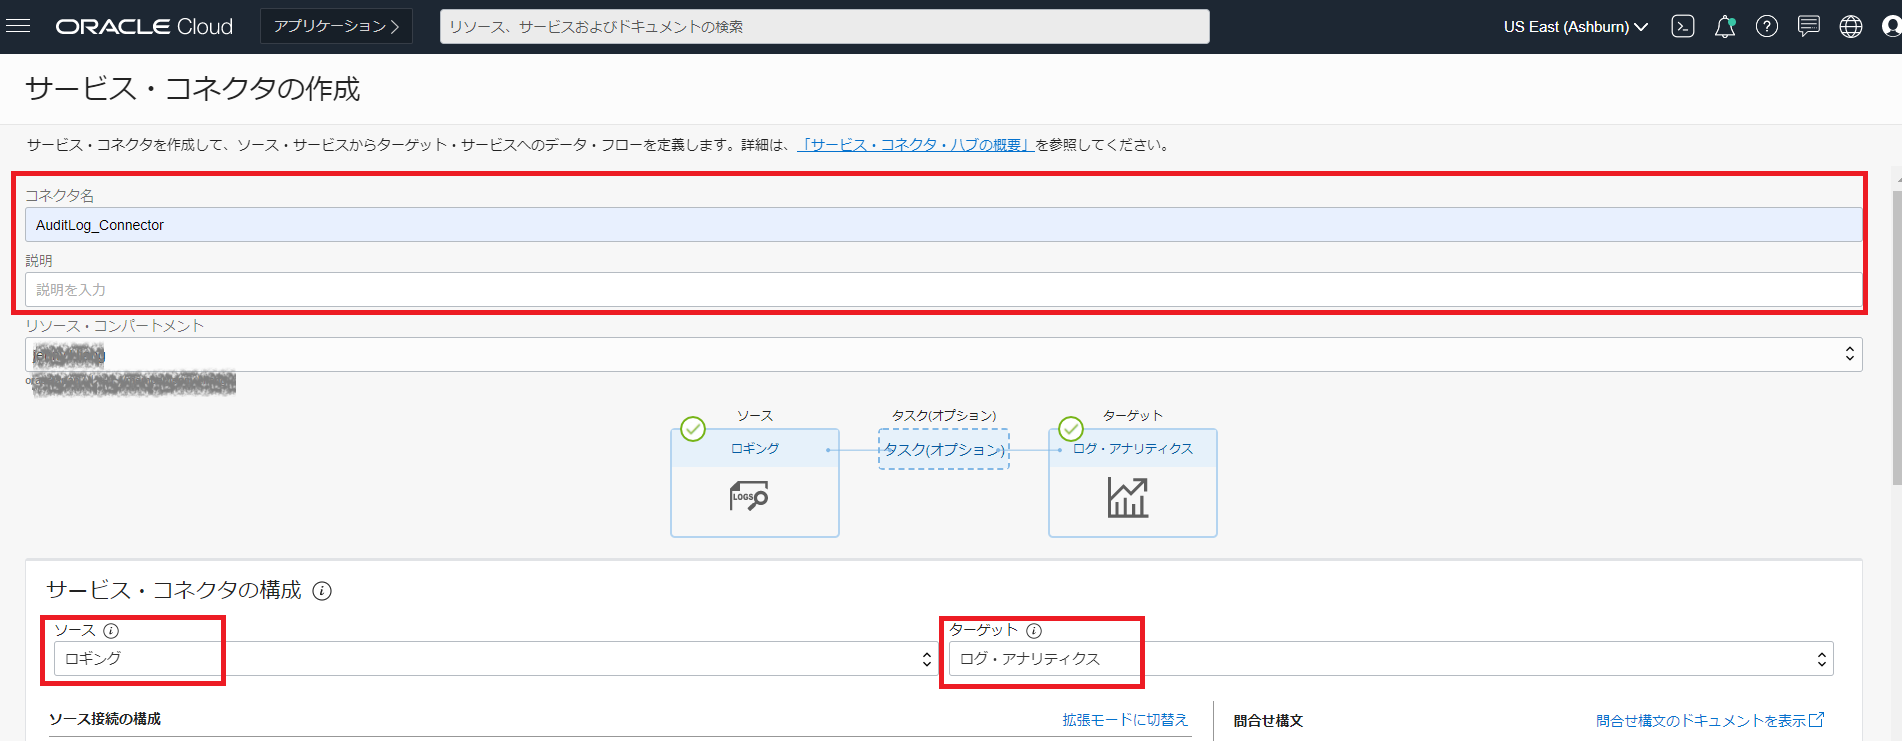 ORACLE Cloud
アプリケーション
リソース、サービスおよびドキュメントの検索
US East (Ashburn)
サービス・コネクタの作成
サービス・コネクタを作成して、ソース・サービスからターゲット・サービスへのデータ・フローを定義します。詳細は、「サービス・コネクタ・ハブの概要」を参照してください。
コネクタ名
AuditLog_Connector
説明
説明を入力
リソース・コンパートメント
ソース
タスク(オプション)
ターゲット
ロギング
タスク(オプション)
ログ・アナリティクス
LOGS
サービス・コネクタの構成
ソース
ターゲット
ロギング
ログ・アナリティクス
ソース接続の構成
拡張モードに切替え
問合せ構文
問合せ構文のドキュメントを表示